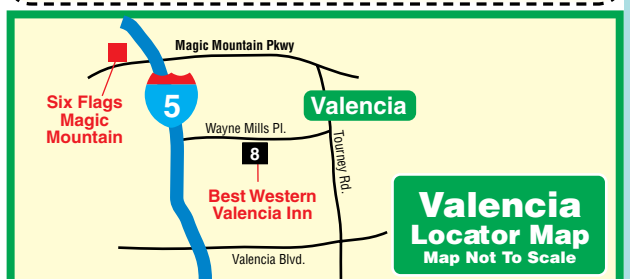 Magic Mountain Pkwy
Six Flags
Magic
Mountain
5
Valencia
Wayne Mills Pl.
8
Tourney Rd.
Best Western
Valencia Inn
Valencia
Locator Map
Map Not To Scale
Valencia Blvd.